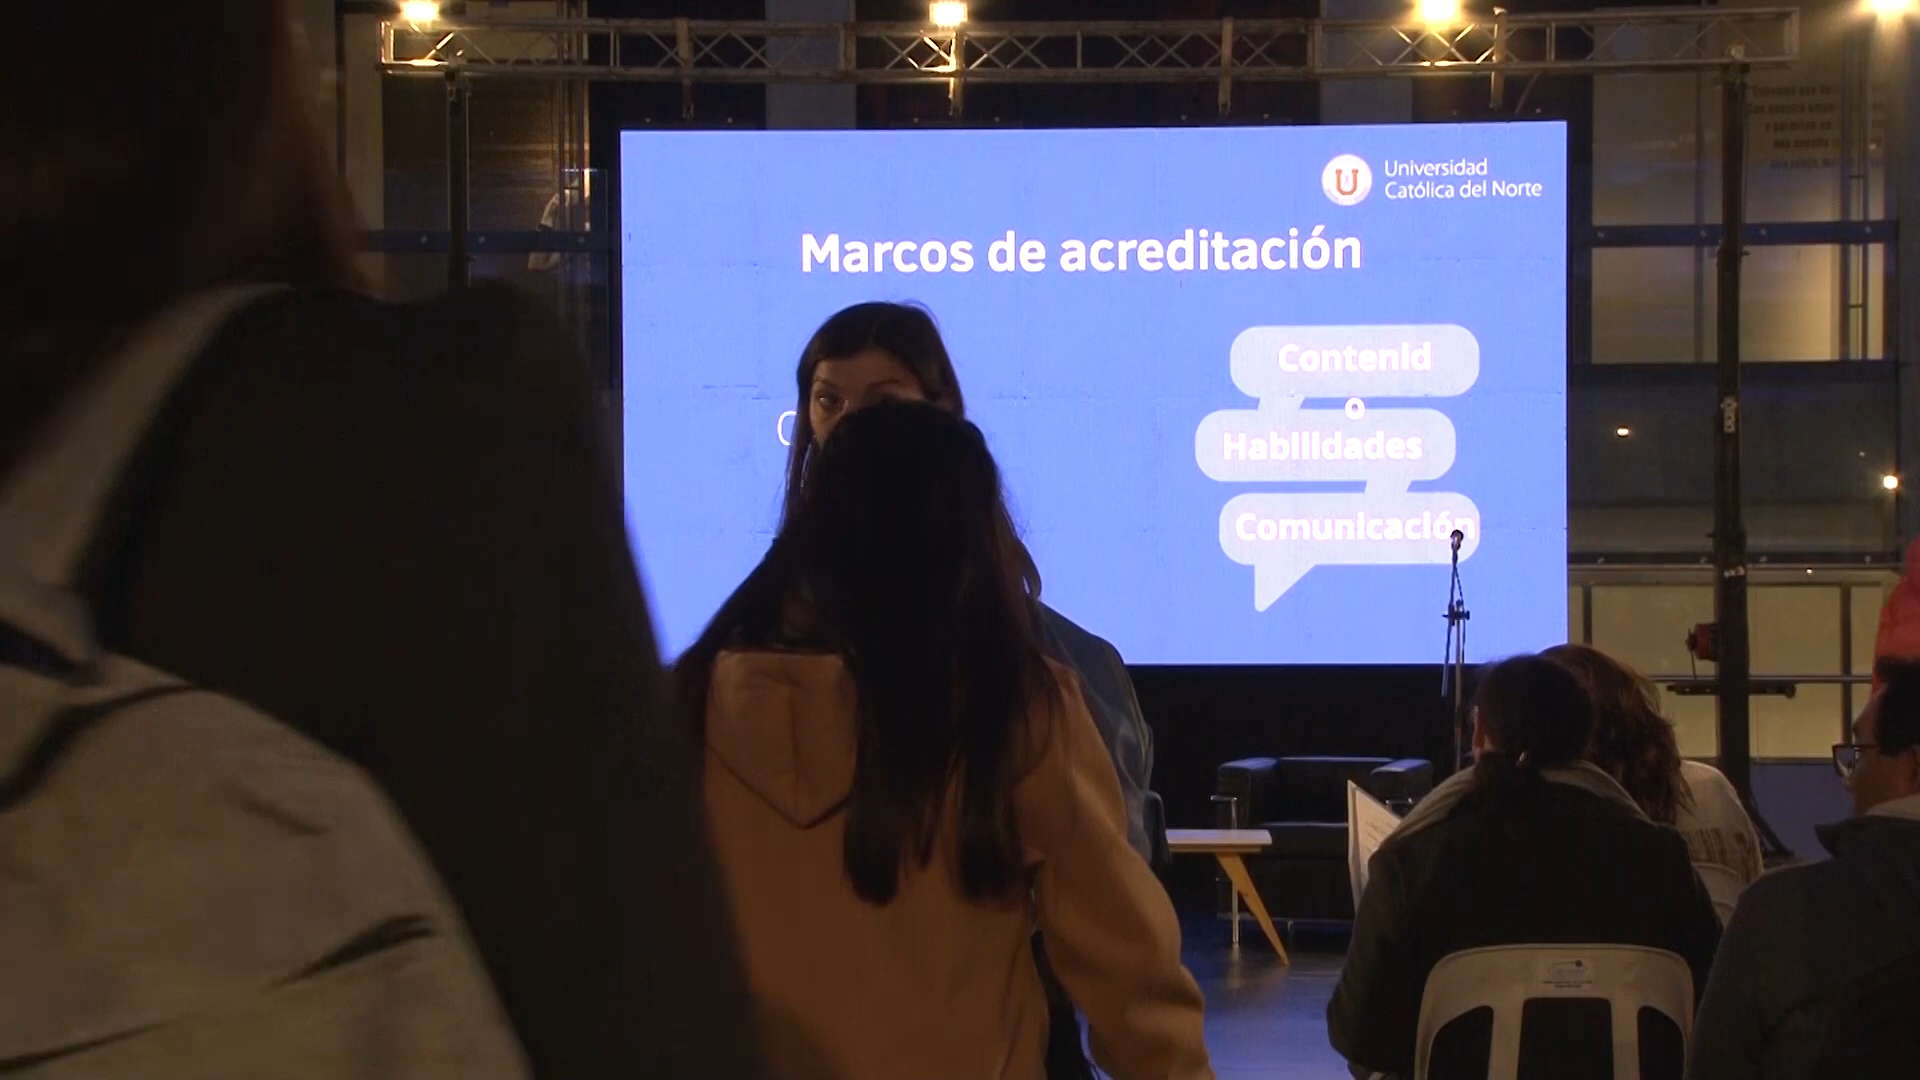 Universidad
Católica del Norte
Marcos de acreditación
Contenid
o
Habilidades
Comunicación